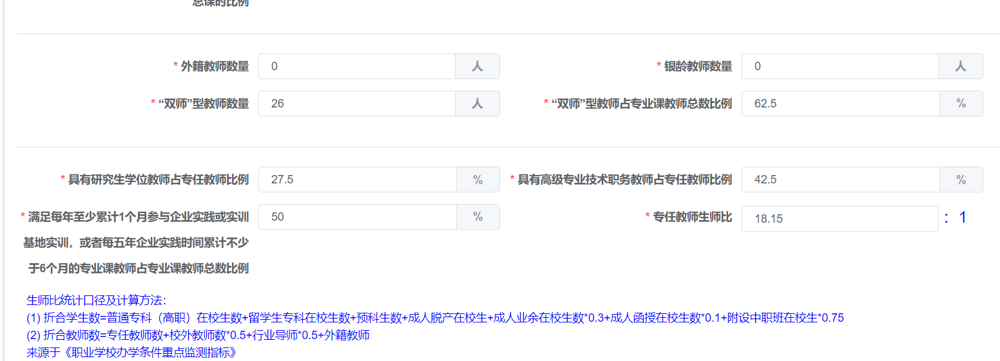 总课的比例
* 外籍教师数量 0 人 * 银龄教师数量 0 人
* “双师”型教师数量 26 人 * “双师”型教师占专业课教师总数比例 62.5 %
* 具有研究生学位教师占专任教师比例 27.5 % * 具有高级专业技术职务教师占专任教师比例 42.5 %
* 满足每年至少累计1个月参与企业实践或实训 50 % * 专任教师生师比 18.15 : 1
基地实训，或者每五年企业实践时间累计不少
于6个月的专业课教师占专业课教师总数比例
生师比统计口径及计算方法：
(1) 折合学生数=普通专科（高职）在校生数+留学生专科在校生数+预科生数+成人脱产在校生+成人业余在校生数*0.3+成人函授在校生数*0.1+附设中职班在校生*0.75
(2) 折合教师数=专任教师数+校外教师数*0.5+行业导师*0.5+外籍教师
来源于《职业学校办学条件重点监测指标》